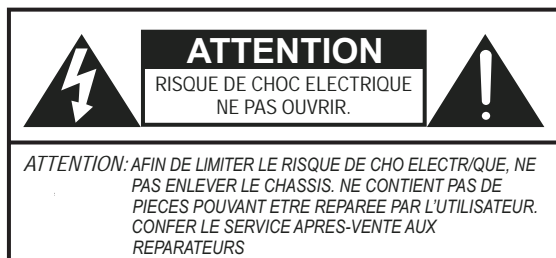 ATTENTION
RISQUE DE CHOC ELECTRIQUE
NE PAS OUVRIR.
ATTENTION: AFIN DE LIMITER LE RISQUE DE CHO ELECTR/QUE, NE
PAS ENLEVER LE CHASSIS. NE CONTIENT PAS DE
PIECES POUVANT ETRE REPAREE PAR L'UTILISATEUR.
CONFER LE SERVICE APRES-VENTE AUX
REPARATEURS